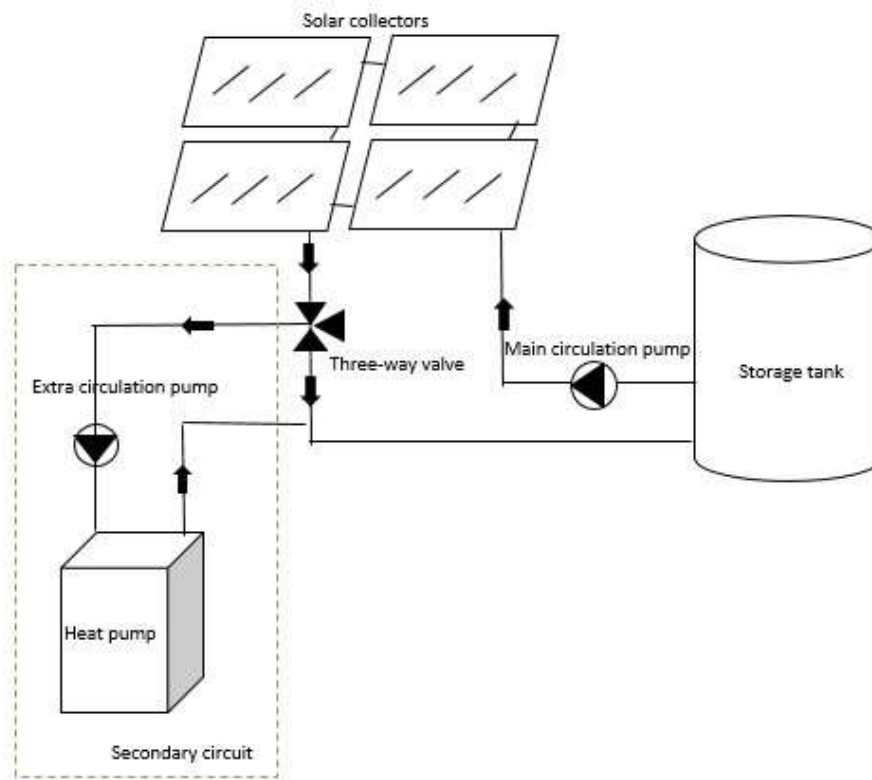 Solar collectors
Three-way valve
Main circulation pump
Storage tank
Extra circulation pump
Heat pump
Secondary circuit